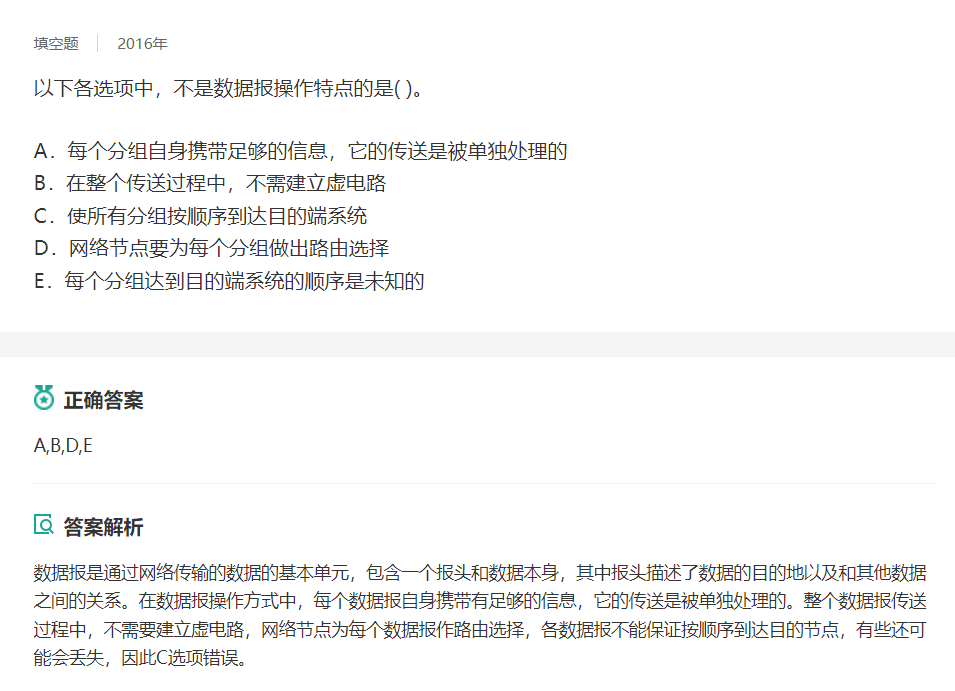 填空题 2016年
以下各选项中，不是数据报操作特点的是( )。
A．每个分组自身携带足够的信息，它的传送是被单独处理的
B．在整个传送过程中，不需建立虚电路
C．使所有分组按顺序到达目的端系统
D．网络节点要为每个分组做出路由选择
E．每个分组达到目的端系统的顺序是未知的
正确答案
A,B,D,E
答案解析
数据报是通过网络传输的数据的基本单元，包含一个报头和数据本身，其中报头描述了数据的目的地以及和其他数据
之间的关系。在数据报操作方式中，每个数据报自身携带有足够的信息，它的传送是被单独处理的。整个数据报传送
过程中，不需要建立虚电路，网络节点为每个数据报作路由选择，各数据报不能保证按顺序到达目的节点，有些还可
能会丢失，因此C选项错误。